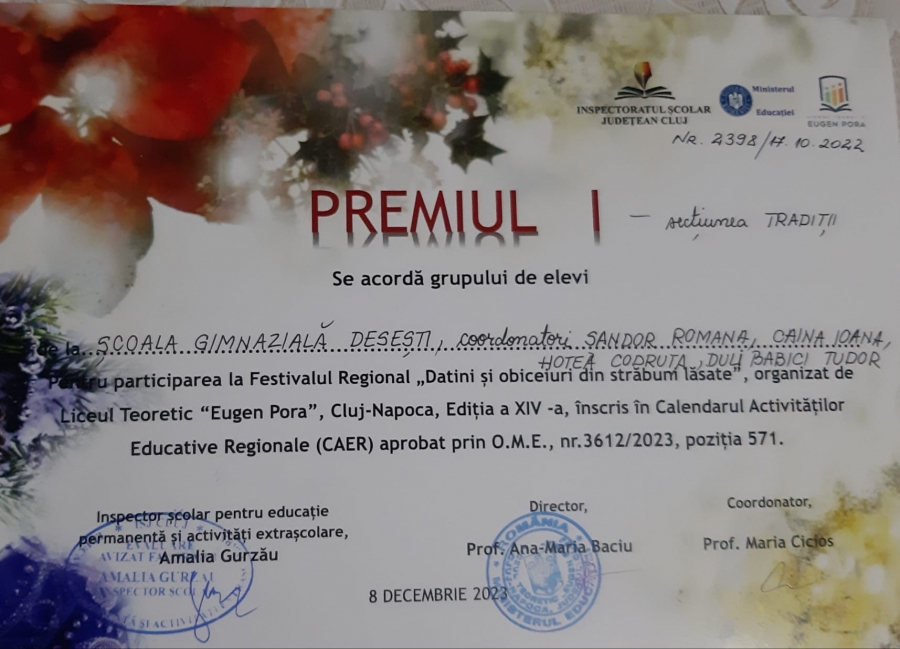 INSPECTORATUL ȘCOLAR
JUDEȚEAN CLUJ
Ministerul
Educației
EUGEN PORA
NR. 2398/17.10.2022
PREMIUL I – secțiunea TRADIȚII
Se acordă grupului de elevi
de la ȘCOALA GIMNAZIALĂ DESEȘTI, coordonatori SANDOR ROMANA, CAINA IOANA,
HOTEA CODRUȚA, DULI BABICI TUDOR
Pentru participarea la Festivalul Regional „Datini și obiceiuri din străbuni lăsate", organizat de
Liceul Teoretic “Eugen Pora”, Cluj-Napoca, Ediția a XIV -a, înscris în Calendarul Activităților
Educative Regionale (CAER) aprobat prin O.M.E., nr.3612/2023, poziția 571.
Inspector școlar pentru educație
permanentă și activități extrașcolare,
Amalia Gurzău
Director,
Prof. Ana-Maria Baciu
Coordonator,
Prof. Maria Cicios
AMALIA GURZĂU
INSPECTOR
ROMÂNIA
8 DECEMBRIE 2023